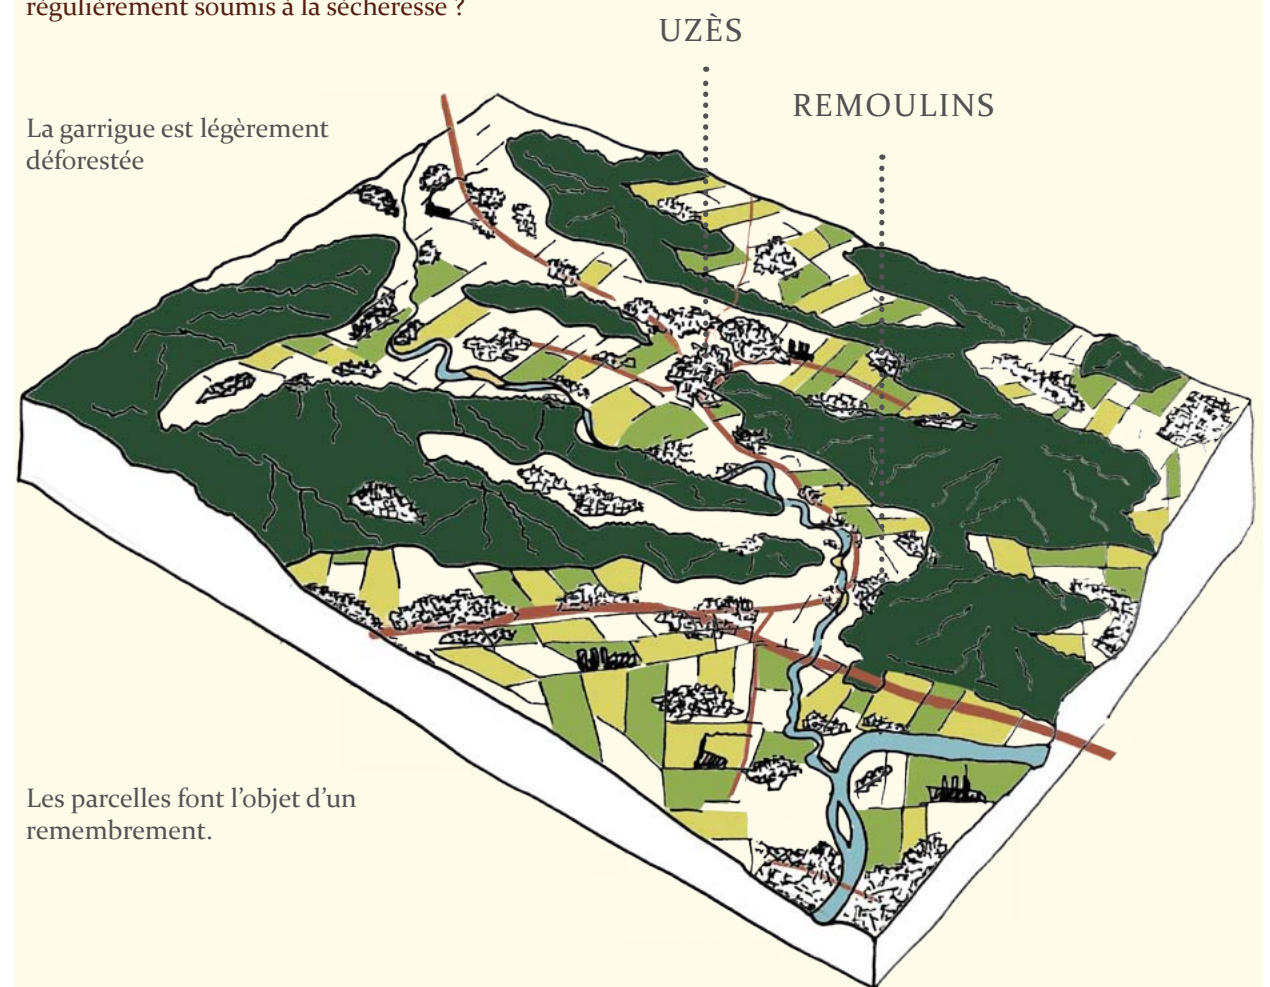 régulièrement soumis à la sécheresse ?
UZÈS
REMOULINS
La garrigue est légèrement
déforestée
Les parcelles font l’objet d’un
remembrement.